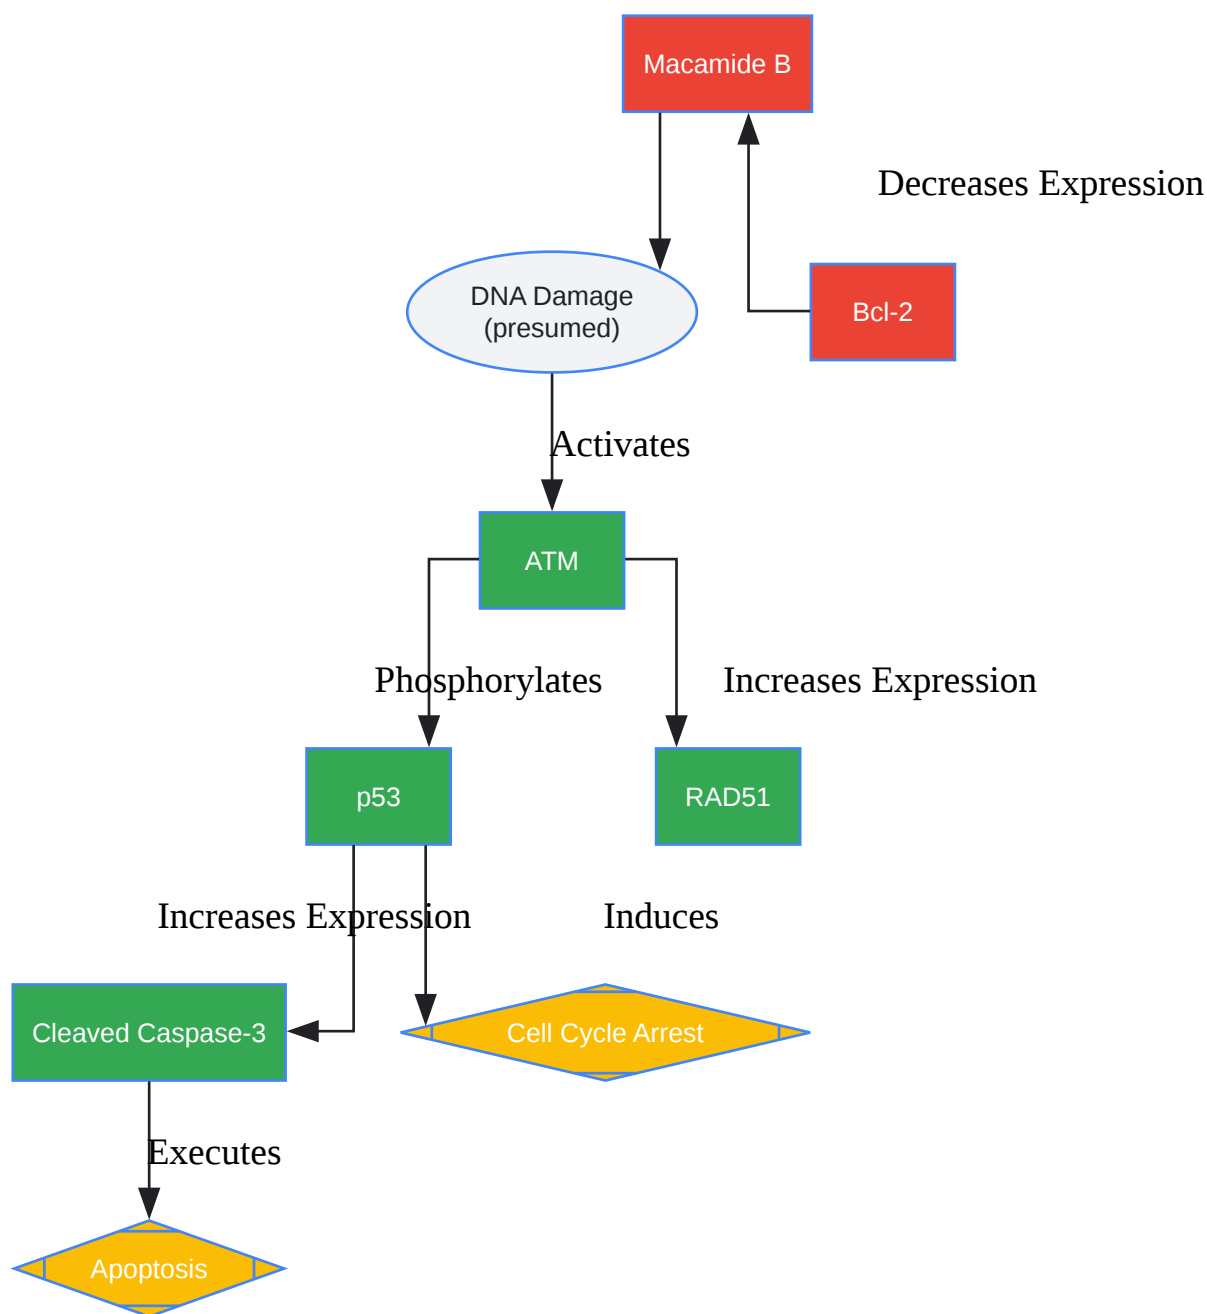 Macamide B
Decreases Expression
DNA Damage
(presumed)
Bcl-2
Activates
ATM
Phosphorylates
Increases Expression
p53
RAD51
Increases Expression
Induces
Cleaved Caspase-3
Cell Cycle Arrest
Executes
Apoptosis